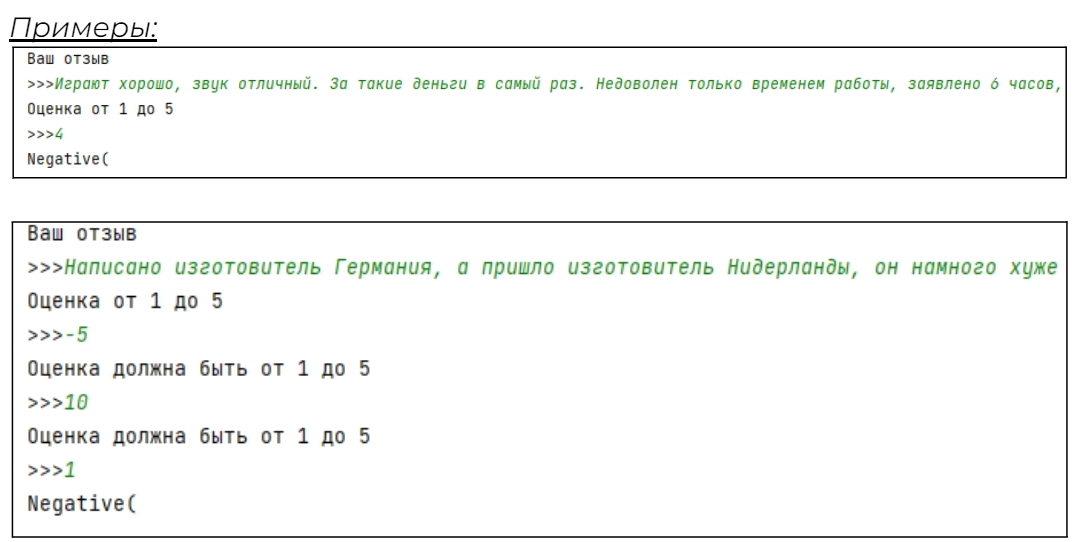 Примеры:
Ваш отзыв
>>>Играют хорошо, звук отличный. За такие деньги в самый раз. Недоволен только временем работы, заявлено 6 часов,
Оценка от 1 до 5
>>>4
Negative(
Ваш отзыв
>>>Написано изготовитель Германия, а пришло изготовитель Нидерланды, он намного хуже
Оценка от 1 до 5
>>>-5
Оценка должна быть от 1 до 5
>>>10
Оценка должна быть от 1 до 5
>>>1
Negative(